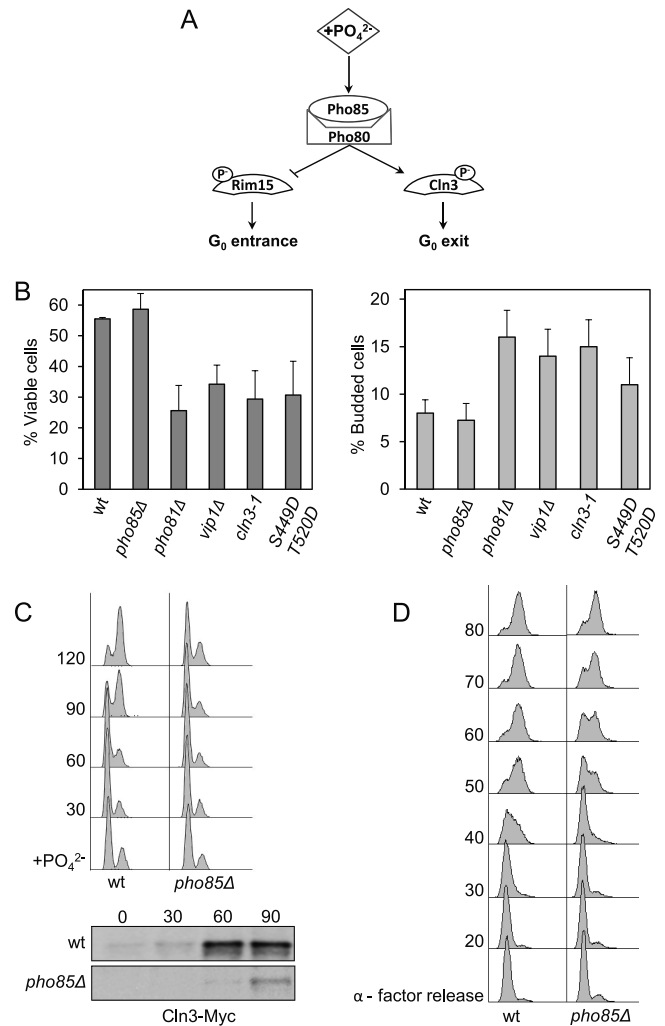 A
+PO₄²⁻
Pho85
Pho80
P⁻
Rim15
P⁻
Cln3
G₀ entrance
G₀ exit
B
% Viable cells
60
50
40
30
20
10
0
wt
pho85Δ
pho81Δ
vip1Δ
cln3-1
S449D
T520D
% Budded cells
20
15
10
5
0
wt
pho85Δ
pho81Δ
vip1Δ
cln3-1
S449D
T520D
C
120
90
60
30
+PO₄²⁻
wt
pho85Δ
0 30 60 90
wt
pho85Δ
Cln3-Myc
D
80
70
60
50
40
30
20
α - factor release
wt
pho85Δ